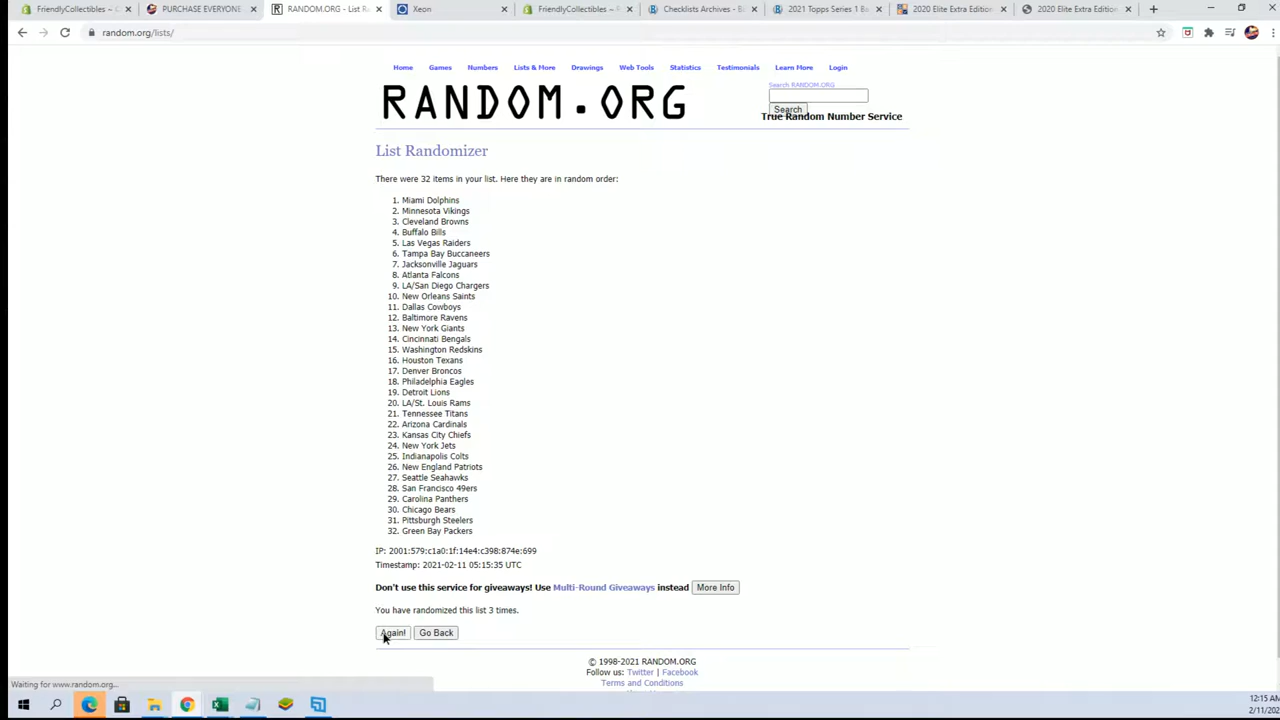 FriendlyCollectibles ~ C
PURCHASE EVERYONE
RANDOM.ORG - List R
Xeon
FriendlyCollectibles ~ R
Checklists Archives - B
2021 Topps Series 1 B
2020 Elite Extra Edition
2020 Elite Extra Edition
random.org/lists/
Home Games Numbers Lists & More Drawings Web Tools Statistics Testimonials Learn More Login
RANDOM.ORG
Search RANDOM.ORG
Search
True Random Number Service
List Randomizer
There were 32 items in your list. Here they are in random order:
1. Miami Dolphins
2. Minnesota Vikings
3. Cleveland Browns
4. Buffalo Bills
5. Las Vegas Raiders
6. Tampa Bay Buccaneers
7. Jacksonville Jaguars
8. Atlanta Falcons
9. LA/San Diego Chargers
10. New Orleans Saints
11. Dallas Cowboys
12. Baltimore Ravens
13. New York Giants
14. Cincinnati Bengals
15. Washington Redskins
16. Houston Texans
17. Denver Broncos
18. Philadelphia Eagles
19. Detroit Lions
20. LA/St. Louis Rams
21. Tennessee Titans
22. Arizona Cardinals
23. Kansas City Chiefs
24. New York Jets
25. Indianapolis Colts
26. New England Patriots
27. Seattle Seahawks
28. San Francisco 49ers
29. Carolina Panthers
30. Chicago Bears
31. Pittsburgh Steelers
32. Green Bay Packers
IP: 2001:579:c1a0:1f:14e4:c398:874e:699
Timestamp: 2021-02-11 05:15:35 UTC
Don't use this service for giveaways! Use Multi-Round Giveaways instead More Info
You have randomized this list 3 times.
Again! Go Back
© 1998-2021 RANDOM.ORG
Follow us: Twitter | Facebook
Terms and Conditions
Waiting for www.random.org...
12:15 AM
2/11/202